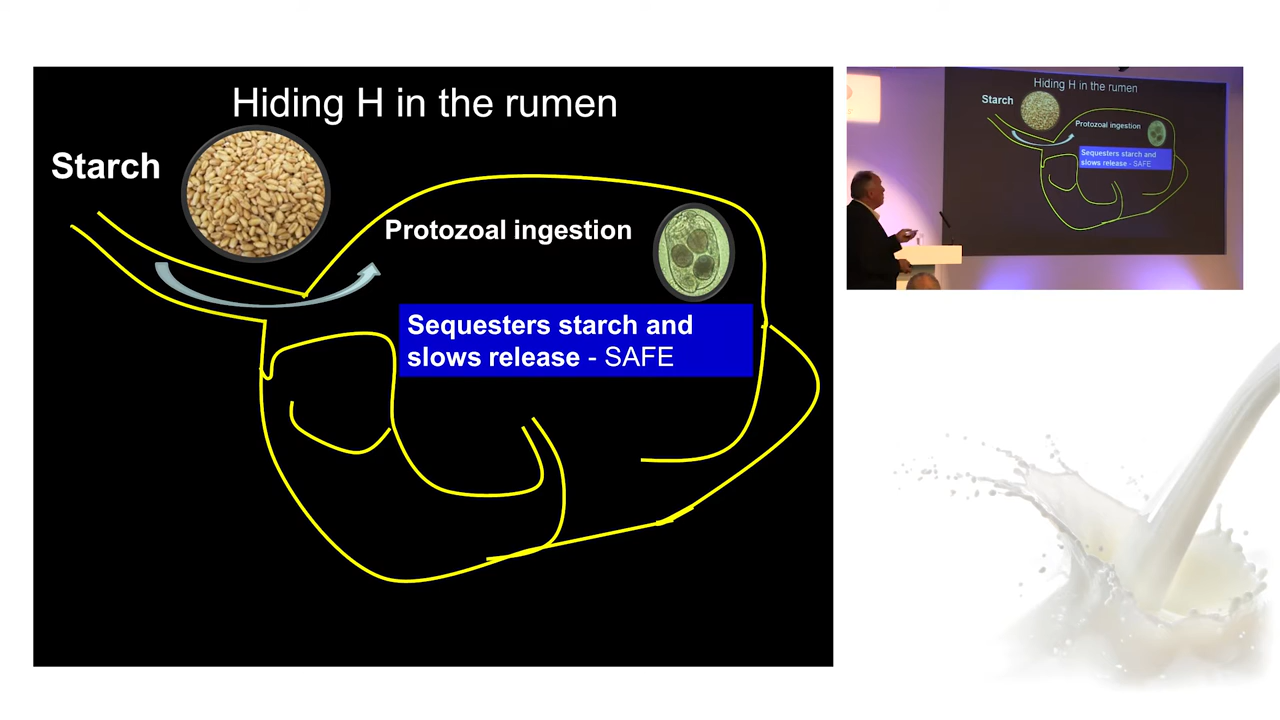 Hiding H in the rumen
Starch
Protozoal ingestion
Sequesters starch and
slows release - SAFE
Hiding H in the rumen
Starch
Protozoal ingestion
Sequesters starch and
slows release - SAFE